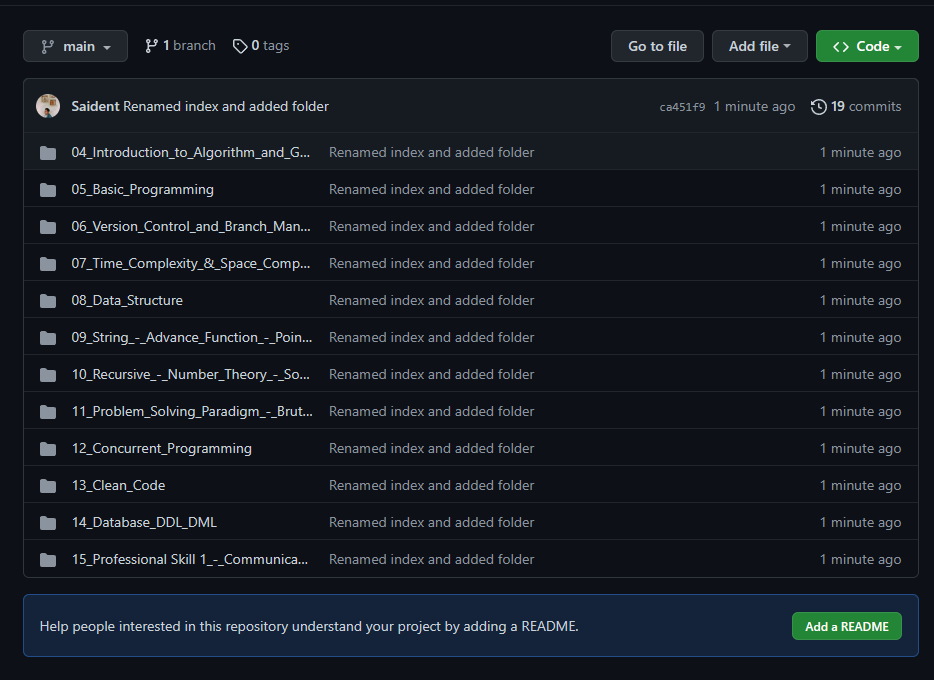 main 1 branch 0 tags Go to file Add file <> Code
Saident Renamed index and added folder ca451f9 1 minute ago 19 commits
04_Introduction_to_Algorithm_and_G... Renamed index and added folder 1 minute ago
05_Basic_Programming Renamed index and added folder 1 minute ago
06_Version_Control_and_Branch_Man... Renamed index and added folder 1 minute ago
07_Time_Complexity_&_Space_Comp... Renamed index and added folder 1 minute ago
08_Data_Structure Renamed index and added folder 1 minute ago
09_String_-_Advance_Function_-_Poin... Renamed index and added folder 1 minute ago
10_Recursive_-_Number_Theory_-_So... Renamed index and added folder 1 minute ago
11_Problem_Solving_Paradigm_-_Brut... Renamed index and added folder 1 minute ago
12_Concurrent_Programming Renamed index and added folder 1 minute ago
13_Clean_Code Renamed index and added folder 1 minute ago
14_Database_DDL_DML Renamed index and added folder 1 minute ago
15_Professional Skill 1_-_Communica... Renamed index and added folder 1 minute ago
Help people interested in this repository understand your project by adding a README. Add a README